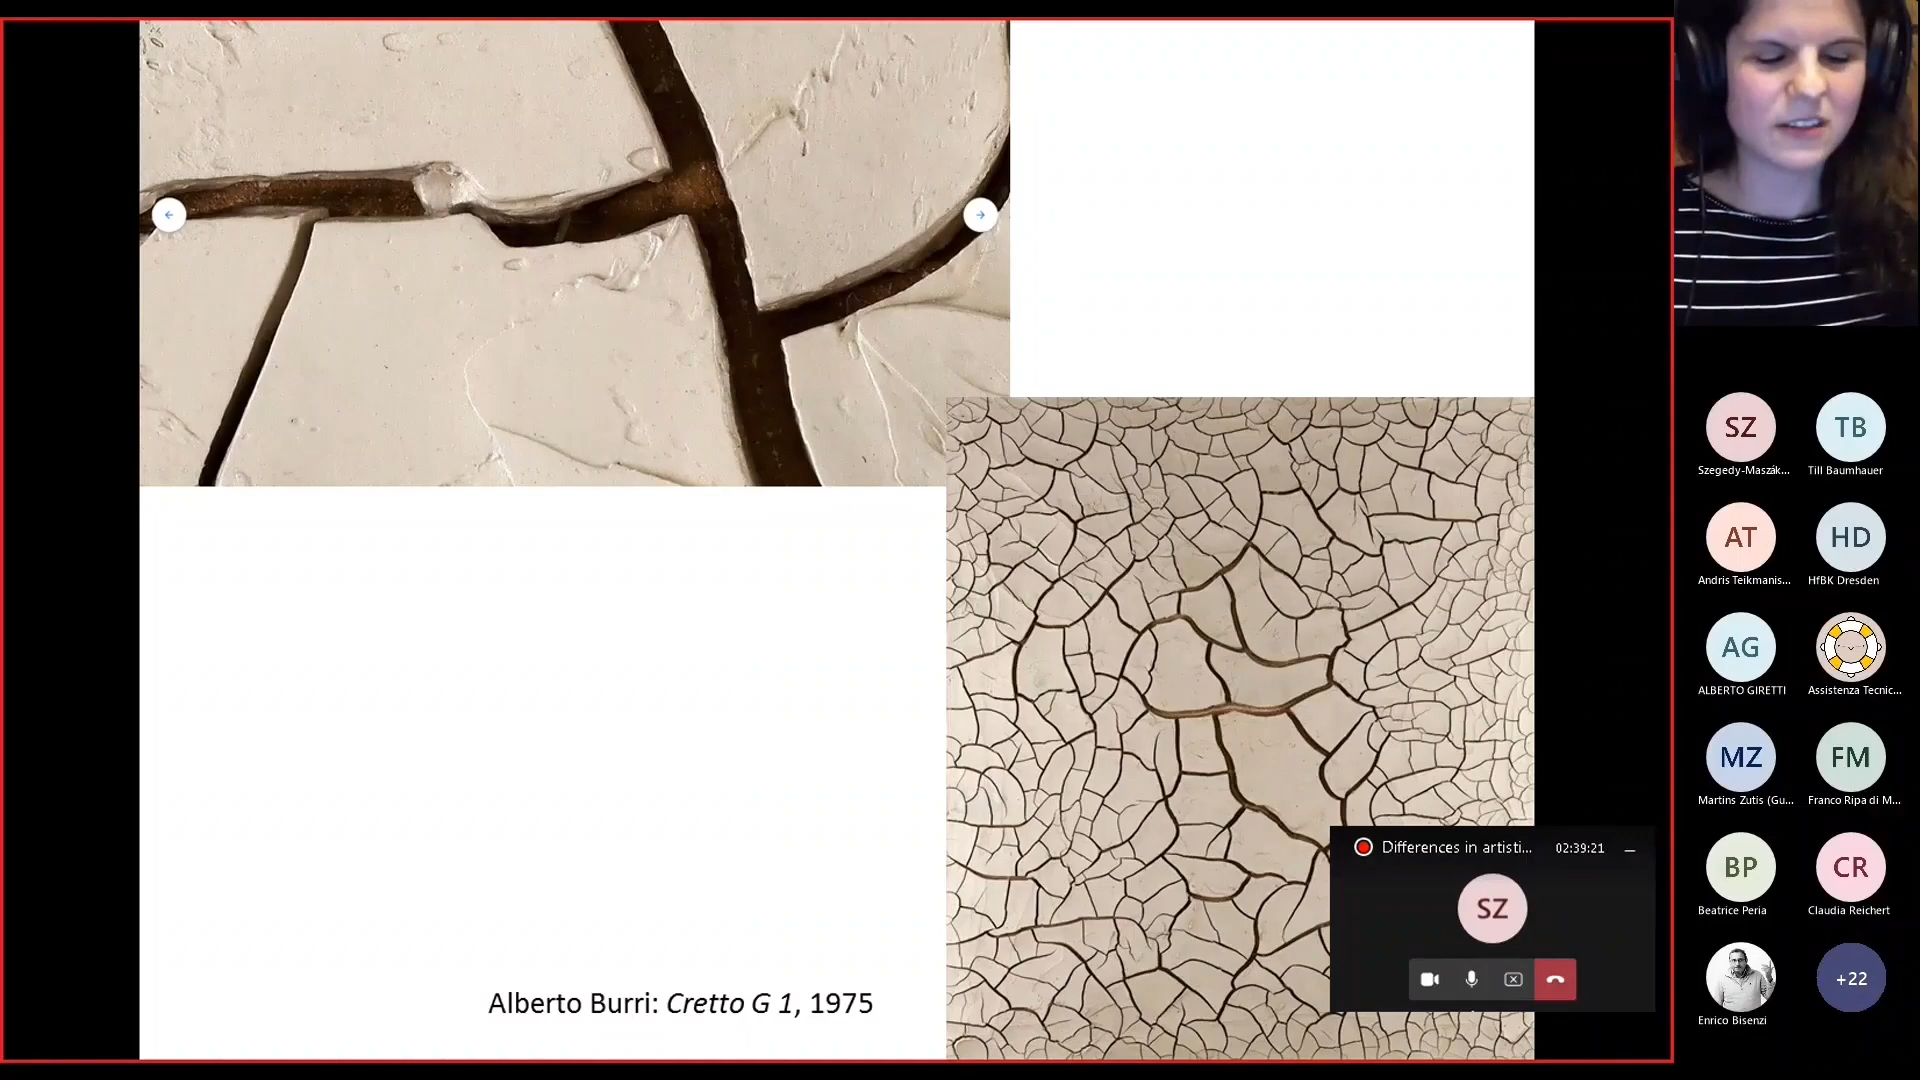 Alberto Burri: Cretto G 1, 1975
Differences in artisti... 02:39:21
SZ
SZ
Szegedy-Maszák...
TB
Till Baumhauer
AT
Andris Teikmanis...
HD
HfBK Dresden
AG
ALBERTO GIRETTI
Assistenza Tecnic...
MZ
Martins Zutis (Gu...
FM
Franco Ripa di M...
BP
Beatrice Peria
CR
Claudia Reichert
Enrico Bisenzi
+22